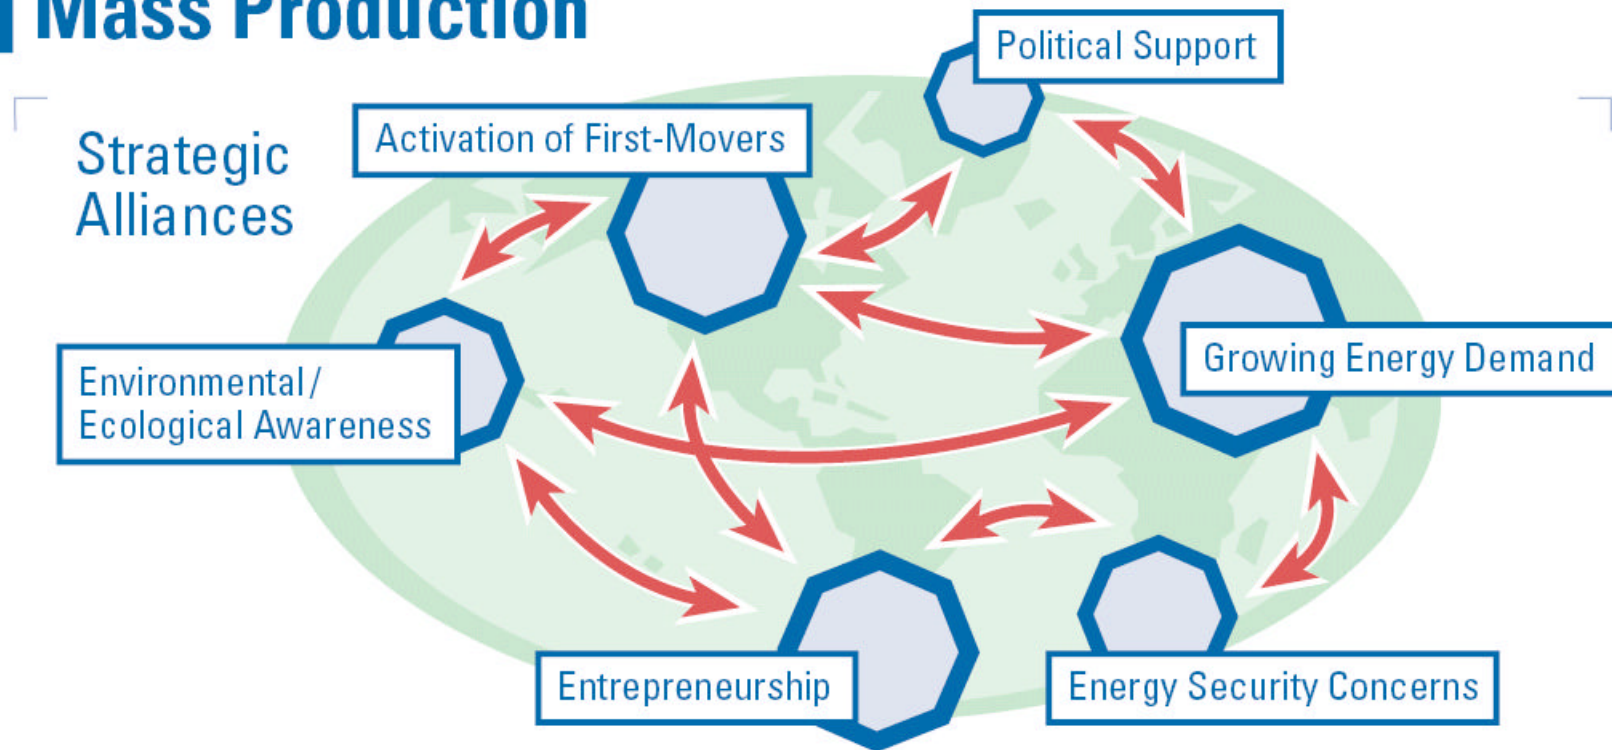 Mass Production
Political Support
Activation of First-Movers
Strategic
Alliances
Growing Energy Demand
Environmental/
Ecological Awareness
Entrepreneurship
Energy Security Concerns